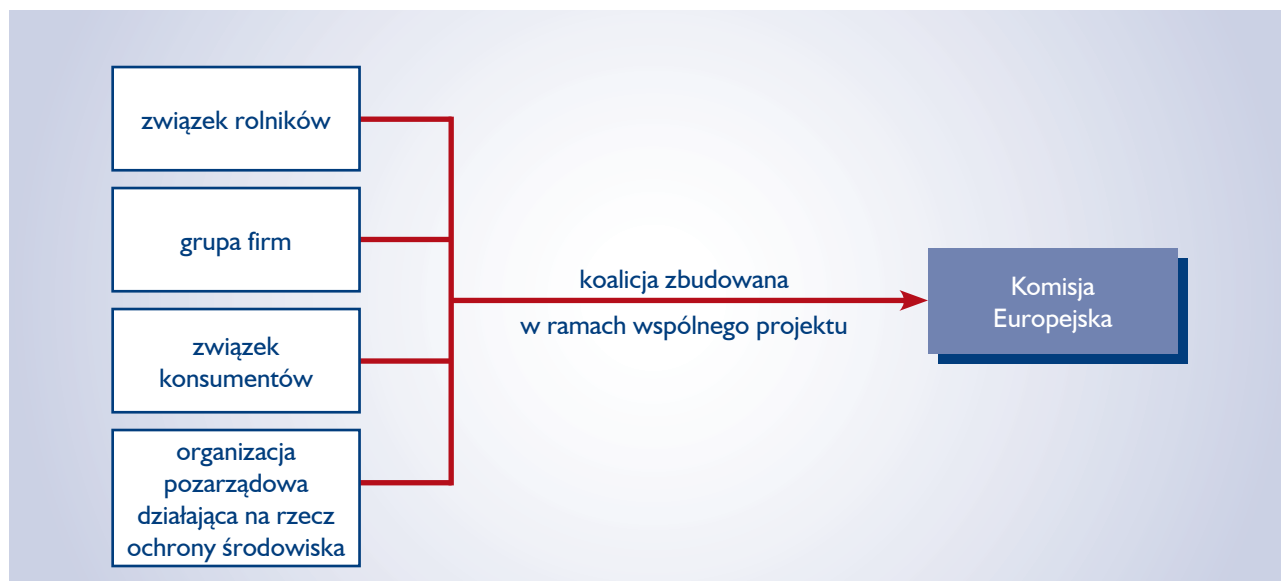 związek rolników
grupa firm
związek
konsumentów
organizacja
pozarządowa
działająca na rzecz
ochrony środowiska
koalicja zbudowana
w ramach wspólnego projektu
Komisja
Europejska